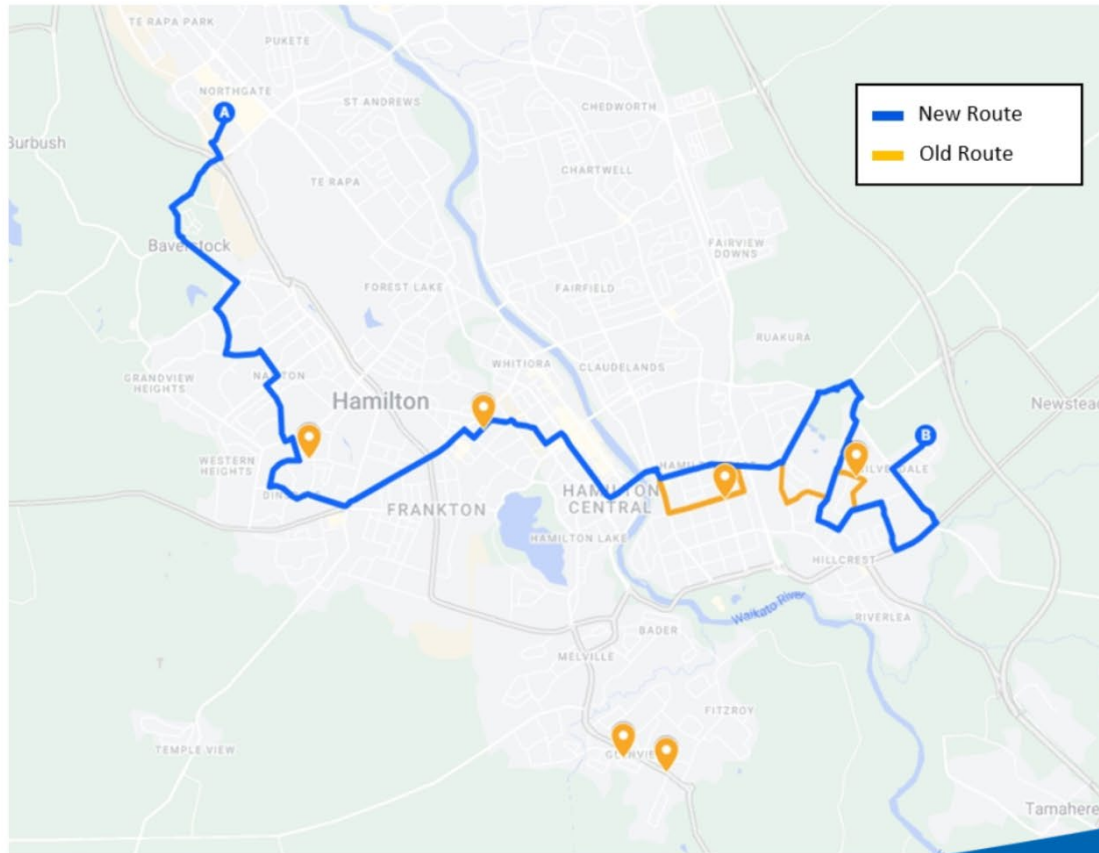 TE RAPA PARK
PUKETE
NORTHGATE
A
ST ANDREWS
CHEDWORTH
New Route
Old Route
Burbush
TE RAPA
CHARTWELL
Baverstock
FAIRVIEW
DOWNS
FOREST LAKE
FAIRFIELD
RUAKURA
WHITIORA
CLAUDELANDS
GRANDVIEW
HEIGHTS
Hamilton
Newstead
B
WESTERN
HEIGHTS
FRANKTON
HAMILTON
CENTRAL
HAMILTON LAKE
HILLCREST
Waikato River
RIVERLEA
BADER
MELVILLE
FITZROY
TEMPLE VIEW
Tamahere